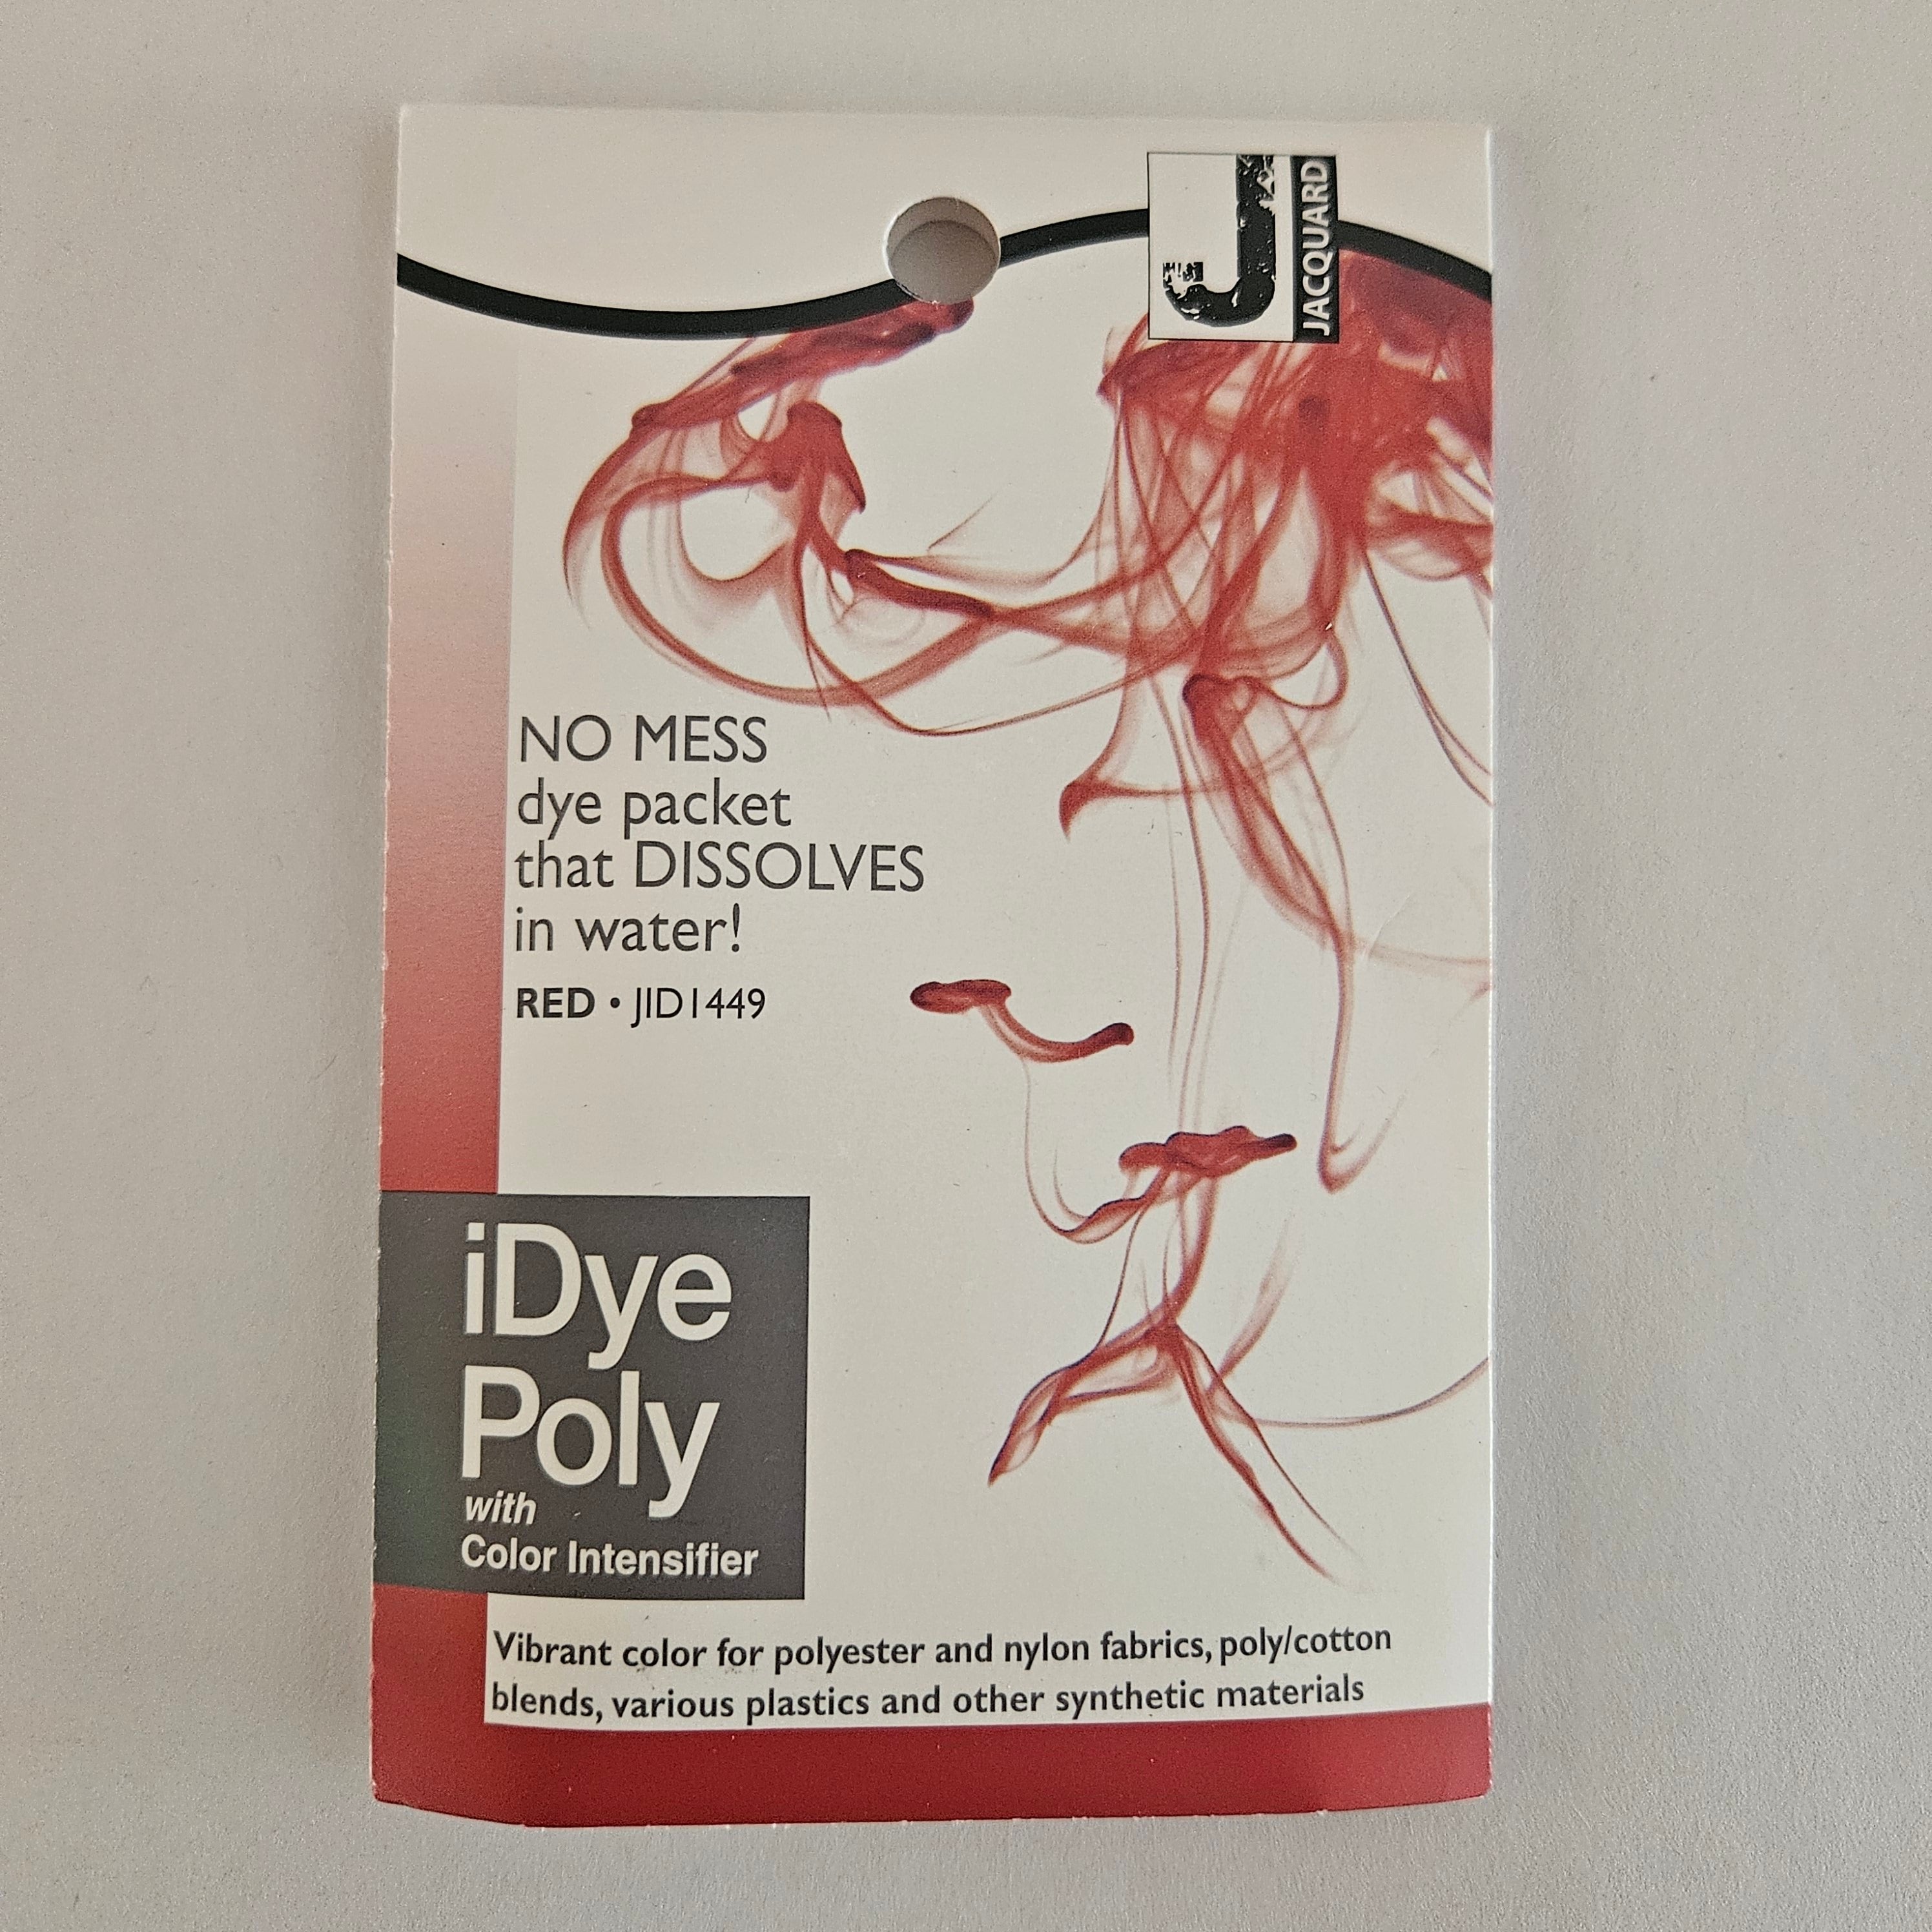 J
JACQUARD
NO MESS
dye packet
that DISSOLVES
in water!
RED • JID1449
iDye
Poly
with
Color Intensifier
Vibrant color for polyester and nylon fabrics, poly/cotton
blends, various plastics and other synthetic materials